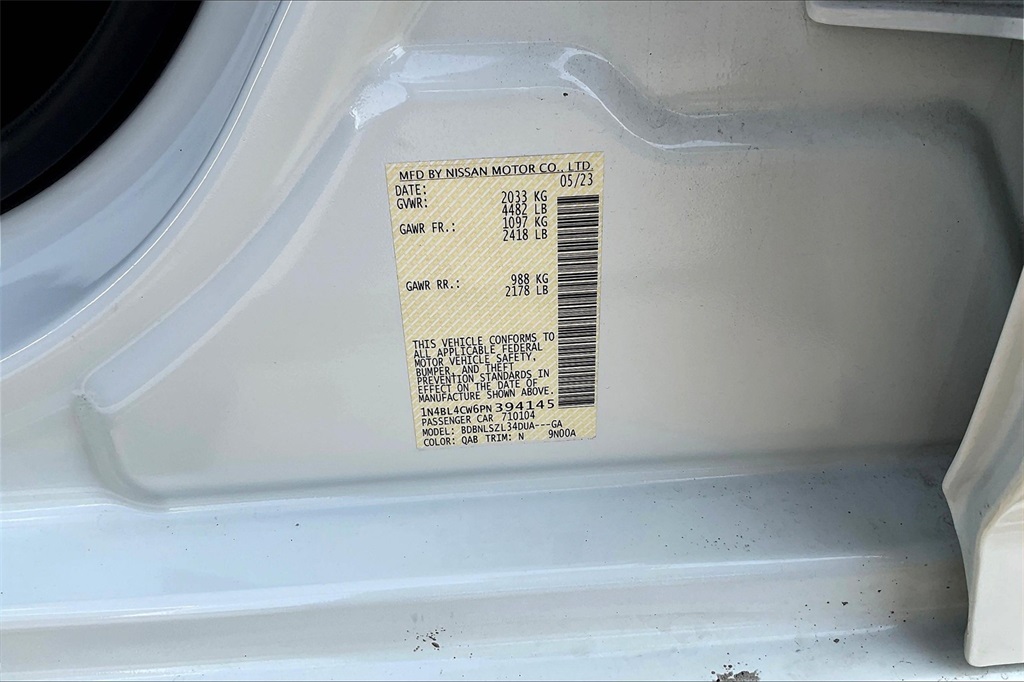 MFD BY NISSAN MOTOR CO., LTD.
DATE: 05/23
GVWR: 2033 KG
4482 LB
GAWR FR.: 1097 KG
2418 LB
GAWR RR.: 988 KG
2178 LB
THIS VEHICLE CONFORMS TO
ALL APPLICABLE FEDERAL
MOTOR VEHICLE SAFETY,
BUMPER, AND THEFT
PREVENTION STANDARDS IN
EFFECT ON THE DATE OF
MANUFACTURE SHOWN ABOVE.
1N4BL4CW6PN394145
PASSENGER CAR 710104
MODEL: BDBNLSZL34DUA---GA
COLOR: QAB TRIM: N 9N00A